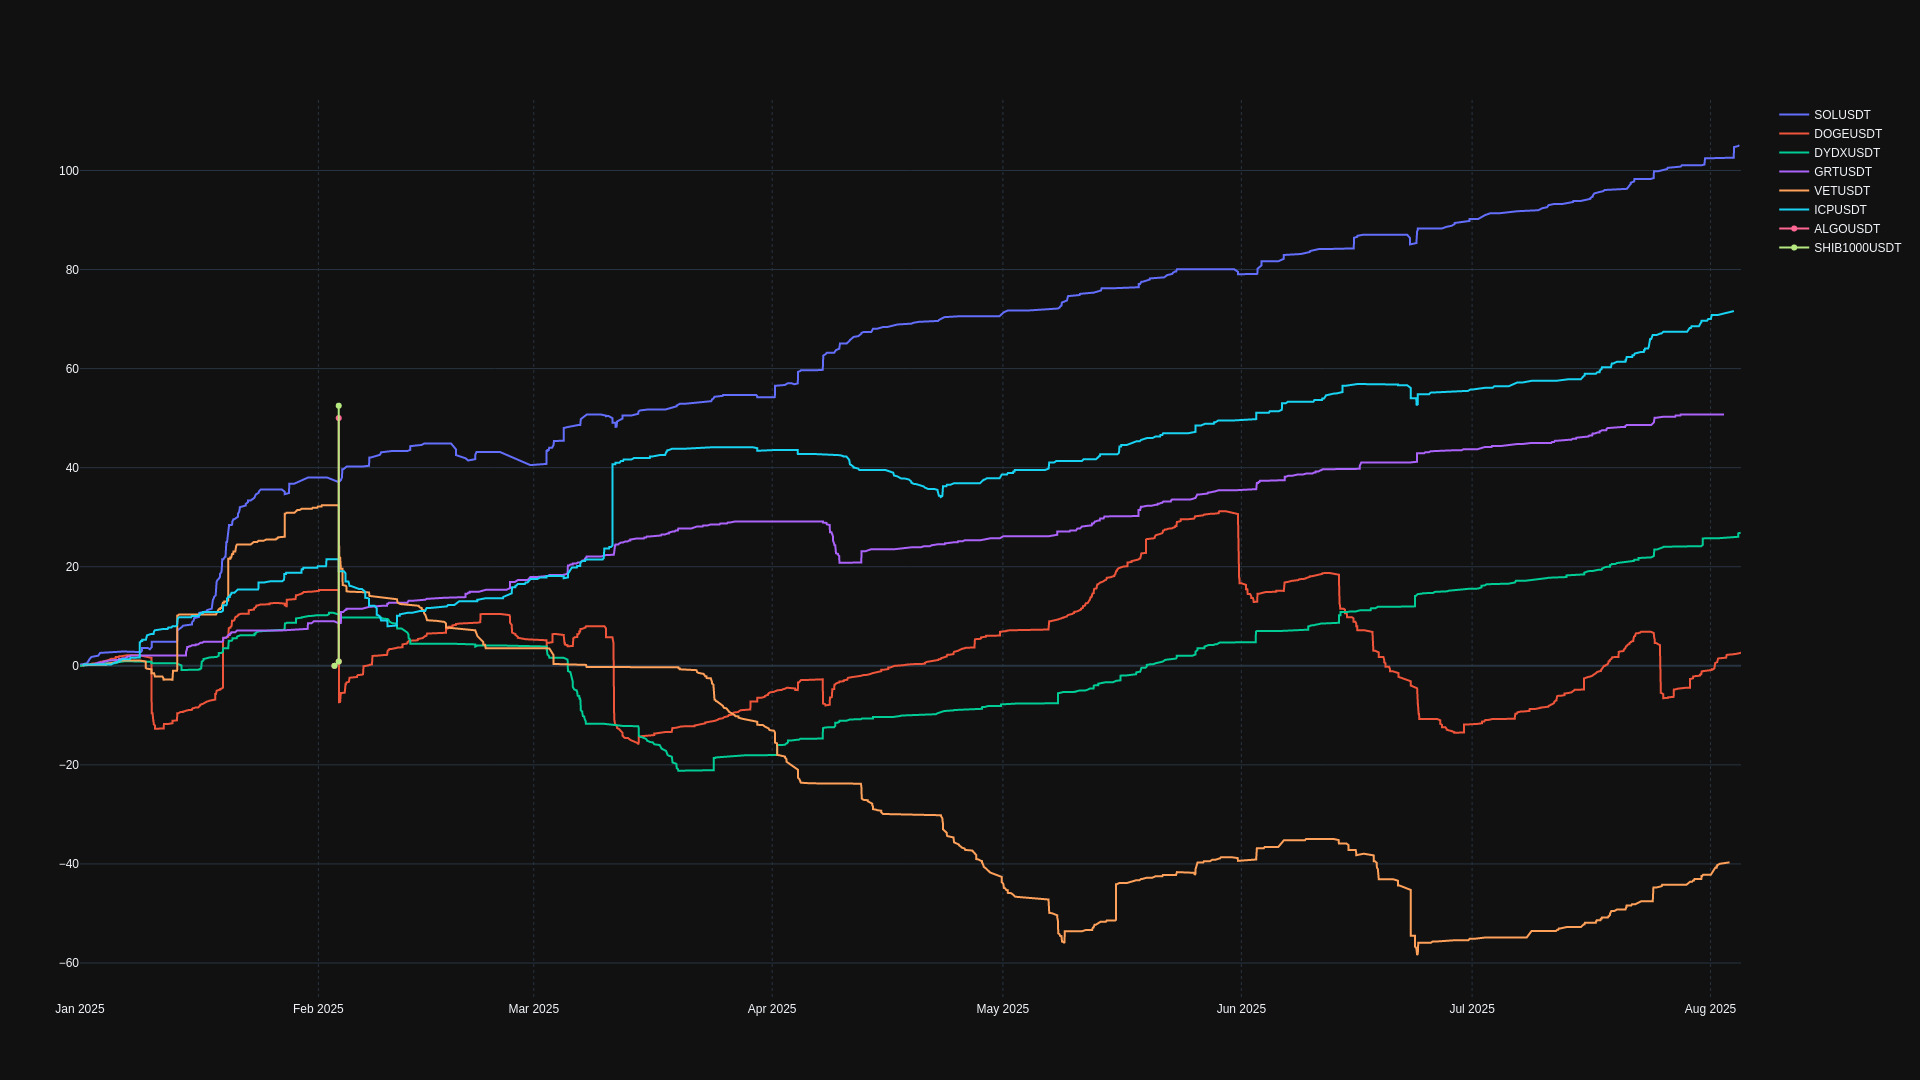 SOLUSDT
DOGEUSDT
DYDXUSDT
GRTUSDT
VETUSDT
ICPUSDT
ALGOUSDT
SHIB1000USDT
100
80
60
40
20
0
−20
−40
−60
Jan 2025 Feb 2025 Mar 2025 Apr 2025 May 2025 Jun 2025 Jul 2025 Aug 2025